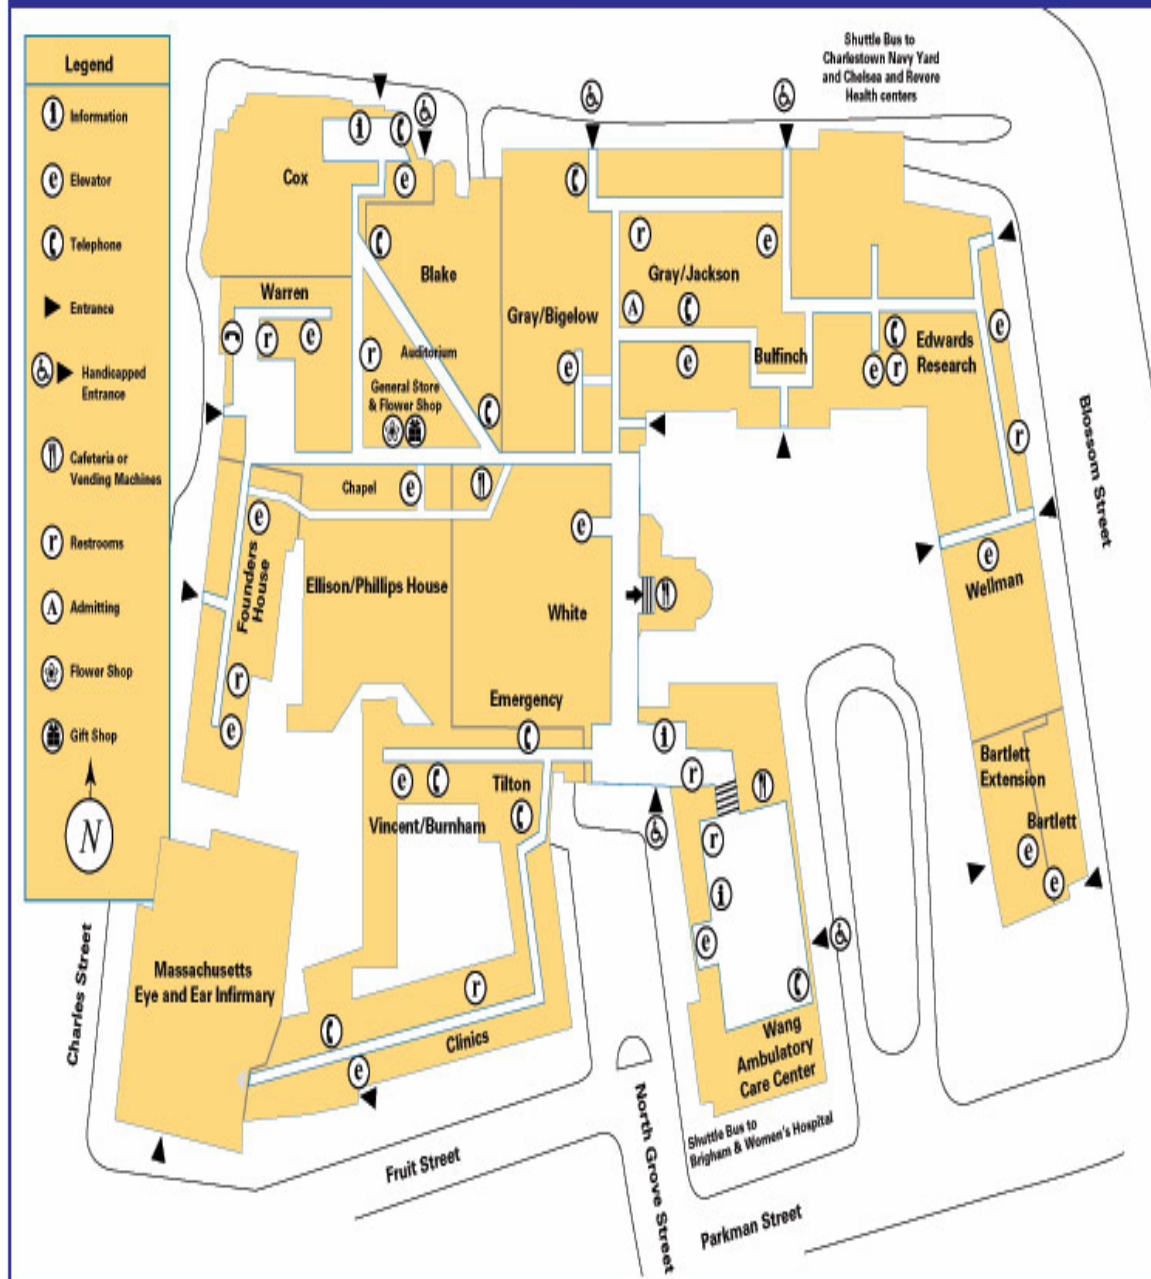 Legend
i Information
e Elevator
Telephone
Entrance
Handicapped
Entrance
Cafeteria or
Vending Machines
r Restrooms
A Admitting
Flower Shop
Gift Shop
N
Shuttle Bus to
Charlestown Navy Yard
and Chelsea and Revere
Health centers
i
Cox
e
Blake
r
e
Gray/Jackson
A
Warren
Gray/Bigelow
r
e
r
Auditorium
e
e
Bulfinch
e
r
Edwards
Research
e
General Store
& Flower Shop
r
Blossom Street
Chapel
e
e
e
Founders
House
Ellison/Phillips House
White
e
Wellman
r
e
Emergency
i
r
e
Tilton
Vincent/Burnham
Bartlett
Extension
Bartlett
e
e
r
i
e
Massachusetts
Eye and Ear Infirmary
r
Clinics
e
Wang
Ambulatory
Care Center
Charles Street
Shuttle Bus to
Brigham & Women's Hospital
Fruit Street
North Grove Street
Parkman Street